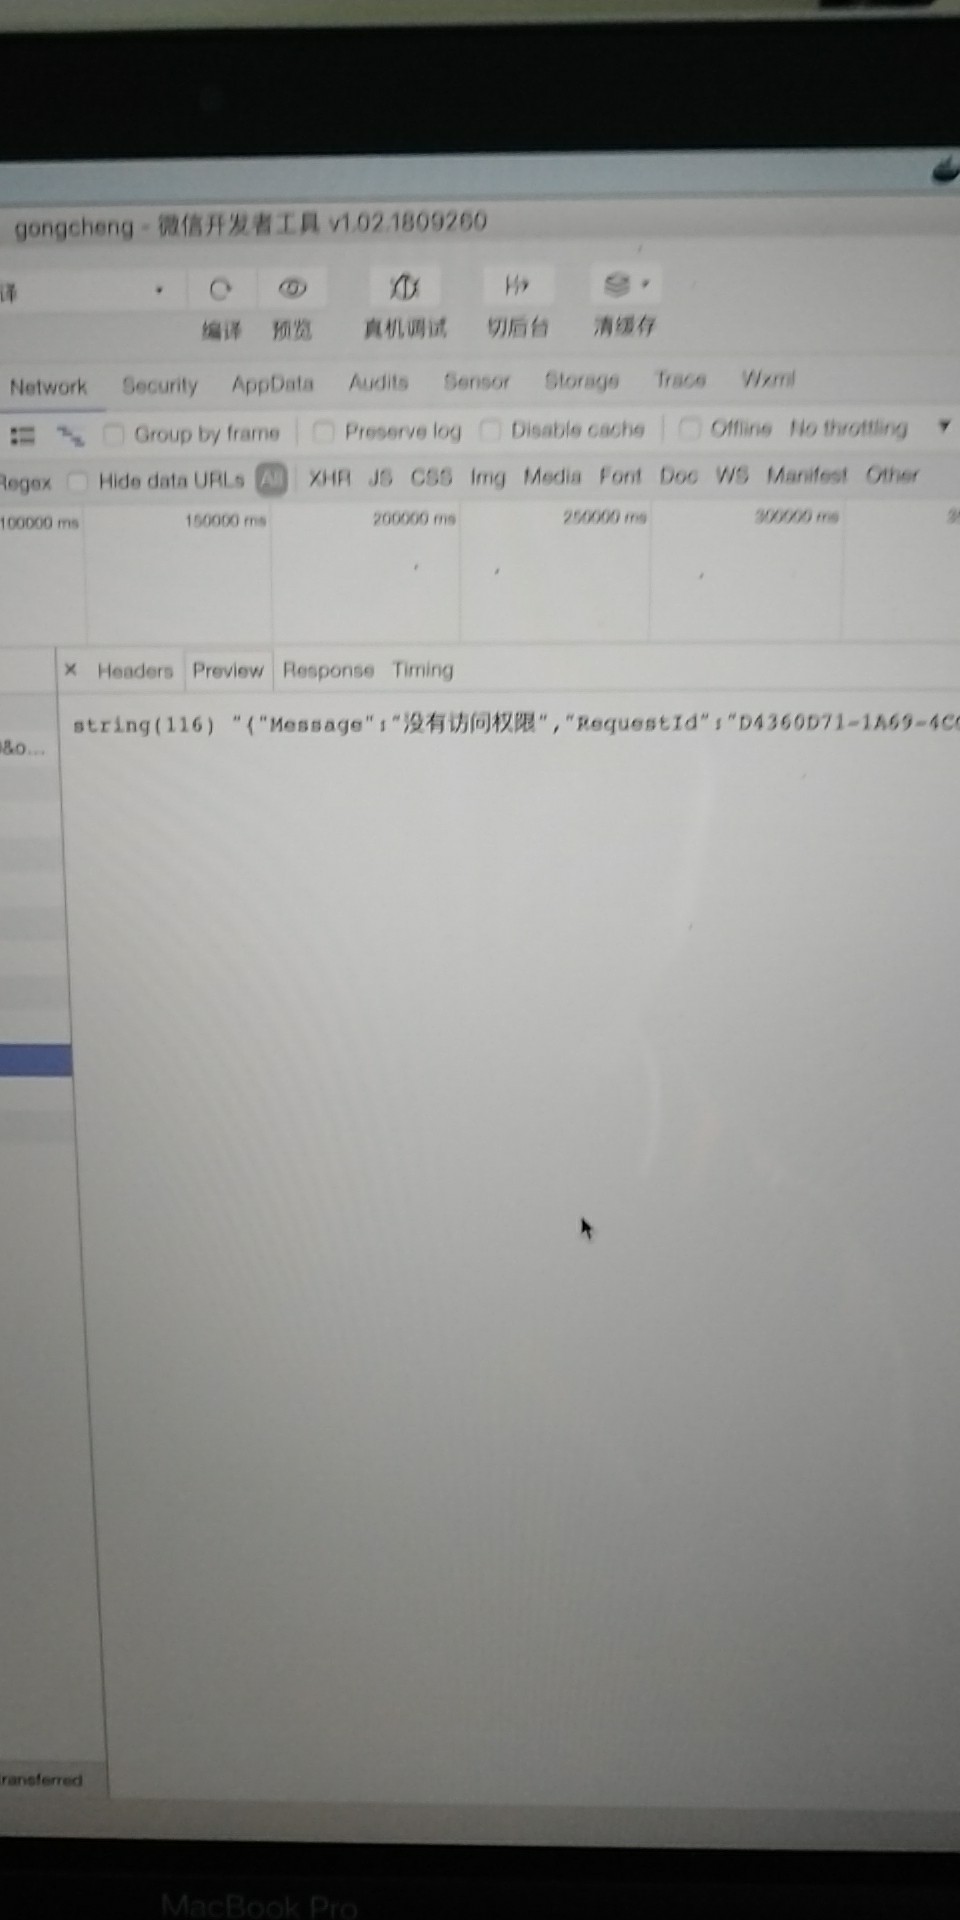 gongcheng - 微信开发者工具 v1.02.1809260
译
编译 预览 真机调试 切后台 清缓存
Network Security AppData Audits Sensor Storage Trace Wxml
Group by frame Preserve log Disable cache Offline No throttling
Regex Hide data URLs All XHR JS CSS Img Media Font Doc WS Manifest Other
100000 ms 150000 ms 200000 ms 250000 ms 300000 ms
× Headers Preview Response Timing
string(116) "{"Message":"没有访问权限","RequestId":"D4360D71-1A69-4C
&o...
ransferred
MacBook Pro